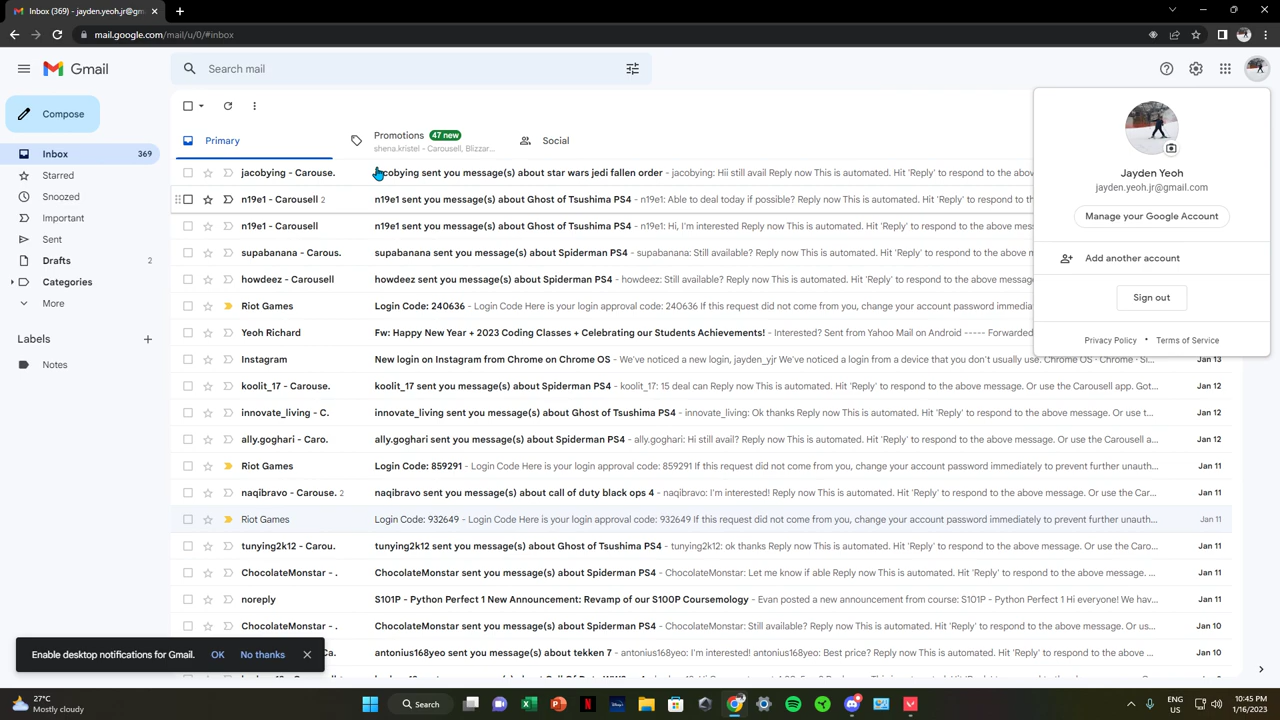 Inbox (369) - jayden.yeoh.jr@gm
mail.google.com/mail/u/0/#inbox
Gmail
Search mail
Compose
Inbox 369
Starred
Snoozed
Important
Sent
Drafts 2
Categories
More
Labels
Notes
Primary
Promotions 47 new
shena.kristel - Carousell, Blizzar...
Social
jacobying - Carouse. jacobying sent you message(s) about star wars jedi fallen order - jacobying: Hii still avail Reply now This is automated. Hit 'Reply' to respond to the abo
n19e1 - Carousell 2 n19e1 sent you message(s) about Ghost of Tsushima PS4 - n19e1: Able to deal today if possible? Reply now This is automated. Hit 'Reply' to respond to th
n19e1 - Carousell n19e1 sent you message(s) about Ghost of Tsushima PS4 - n19e1: Hi, I'm interested Reply now This is automated. Hit 'Reply' to respond to the above mes
supabanana - Carous. supabanana sent you message(s) about Spiderman PS4 - supabanana: Still available? Reply now This is automated. Hit 'Reply' to respond to the above m
howdeez - Carousell howdeez sent you message(s) about Spiderman PS4 - howdeez: Still available? Reply now This is automated. Hit 'Reply' to respond to the above message
Riot Games Login Code: 240636 - Login Code Here is your login approval code: 240636 If this request did not come from you, change your account password immedia
Yeoh Richard Fw: Happy New Year + 2023 Coding Classes + Celebrating our Students Achievements! - Interested? Sent from Yahoo Mail on Android ----- Forwarded
Instagram New login on Instagram from Chrome on Chrome OS - We've noticed a new login, jayden_yjr We've noticed a login from a device that you don't usually use. Chrome OS · Chrome · Si... Jan 13
koolit_17 - Carouse. koolit_17 sent you message(s) about Spiderman PS4 - koolit_17: 15 deal can Reply now This is automated. Hit 'Reply' to respond to the above message. Or use the Carousell app. Got... Jan 12
innovate_living - C. innovate_living sent you message(s) about Ghost of Tsushima PS4 - innovate_living: Ok thanks Reply now This is automated. Hit 'Reply' to respond to the above message. Or use t... Jan 12
ally.goghari - Caro. ally.goghari sent you message(s) about Spiderman PS4 - ally.goghari: Hi still avail? Reply now This is automated. Hit 'Reply' to respond to the above message. Or use the Carousell a... Jan 12
Riot Games Login Code: 859291 - Login Code Here is your login approval code: 859291 If this request did not come from you, change your account password immediately to prevent further unauth... Jan 11
naqibravo - Carouse. 2 naqibravo sent you message(s) about call of duty black ops 4 - naqibravo: I'm interested! Reply now This is automated. Hit 'Reply' to respond to the above message. Or use the Car... Jan 11
Riot Games Login Code: 932649 - Login Code Here is your login approval code: 932649 If this request did not come from you, change your account password immediately to prevent further unauth... Jan 11
tunying2k12 - Carou. tunying2k12 sent you message(s) about Ghost of Tsushima PS4 - tunying2k12: ok thanks Reply now This is automated. Hit 'Reply' to respond to the above message. Or use the Caro... Jan 11
ChocolateMonstar - . ChocolateMonstar sent you message(s) about Spiderman PS4 - ChocolateMonstar: Let me know if able Reply now This is automated. Hit 'Reply' to respond to the above message. ... Jan 11
noreply S101P - Python Perfect 1 New Announcement: Revamp of our S100P Coursemology - Evan posted a new announcement from course: S101P - Python Perfect 1 Hi everyone! We hav... Jan 11
ChocolateMonstar - . ChocolateMonstar sent you message(s) about Spiderman PS4 - ChocolateMonstar: Still available? Reply now This is automated. Hit 'Reply' to respond to the above message. Or us... Jan 10
Ca. antonius168yeo sent you message(s) about tekken 7 - antonius168yeo: I'm interested! antonius168yeo: Best price? Reply now This is automated. Hit 'Reply' to respond to the ab... Jan 10
Jayden Yeoh
jayden.yeoh.jr@gmail.com
Manage your Google Account
Add another account
Sign out
Privacy Policy • Terms of Service
Enable desktop notifications for Gmail. OK No thanks
27°C
Mostly cloudy
Search
ENG
US
10:45 PM
1/16/2023